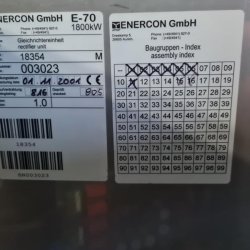 ENERCON GmbH
E-70
1800kW
Gleichrichtereinheit
rectifier unit
18354
M
003023
01.11.2001
816
905
1.0
18354
GR003023
ENERCON GmbH
Baugruppen - Index
assembly index
07 08 09
10 12 13 14 15 16 17 18 19
20 21 22 23 24 25 26 27 28 29
30 31 32 33 34 35 36 37 38 39
40 41 42 43 44 45 46 47 48 49
50 51 52 53 54 55 56 57 58 59
60 61 62 63 64 65 66 67 68 69
70 71 72 73 74 75 76 77 78 79
80 81 82 83 84 85 86 87 88 89
90 91 92 93 94 95 96 97 98 99